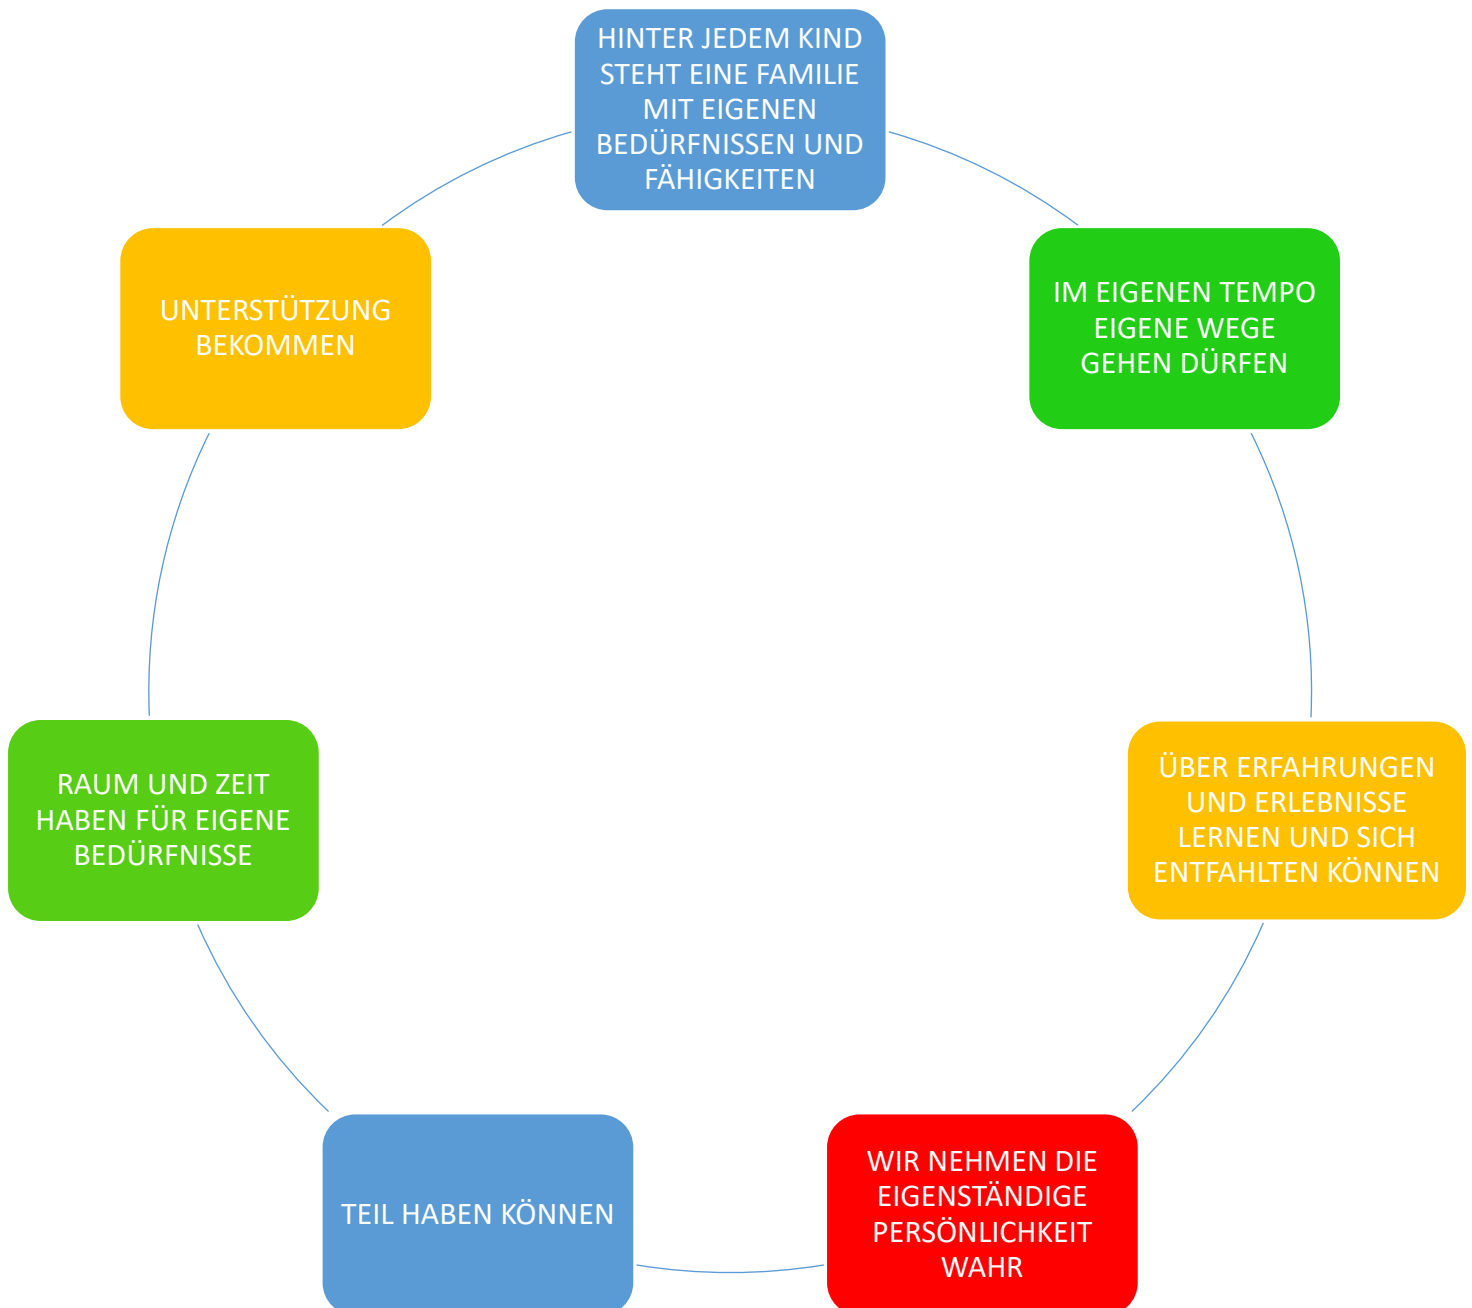 HINTER JEDEM KIND
STEHT EINE FAMILIE
MIT EIGENEN
BEDÜRFNISSEN UND
FÄHIGKEITEN
IM EIGENEN TEMPO
EIGENE WEGE
GEHEN DÜRFEN
ÜBER ERFAHRUNGEN
UND ERLEBNISSE
LERNEN UND SICH
ENTFAHLTEN KÖNNEN
WIR NEHMEN DIE
EIGENSTÄNDIGE
PERSÖNLICHKEIT
WAHR
TEIL HABEN KÖNNEN
RAUM UND ZEIT
HABEN FÜR EIGENE
BEDÜRFNISSE
UNTERSTÜTZUNG
BEKOMMEN